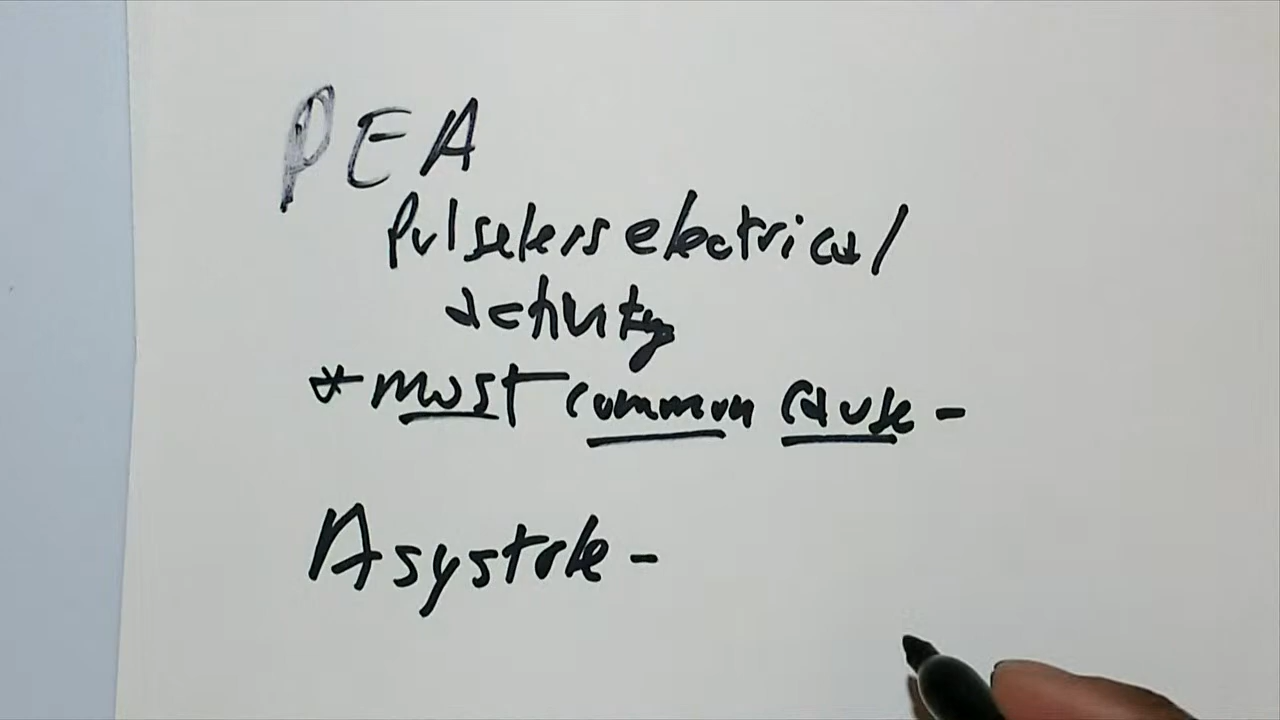 PEA
Pulseless electrical
activity
* most common cause -
Asystole -